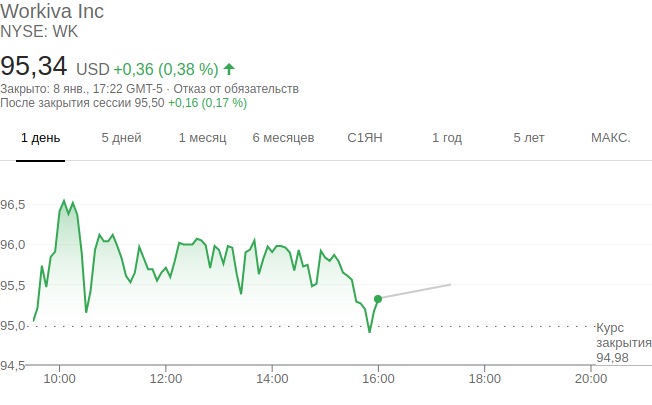 Workiva Inc
NYSE: WK
95,34 USD +0,36 (0,38 %)
Закрыто: 8 янв., 17:22 GMT-5 · Отказ от обязательств
После закрытия сессии 95,50 +0,16 (0,17 %)
1 день 5 дней 1 месяц 6 месяцев С1ЯН 1 год 5 лет МАКС.
96,5
96,0
95,5
95,0
Курс
закрытия
94,98
94,5
10:00 12:00 14:00 16:00 18:00 20:00